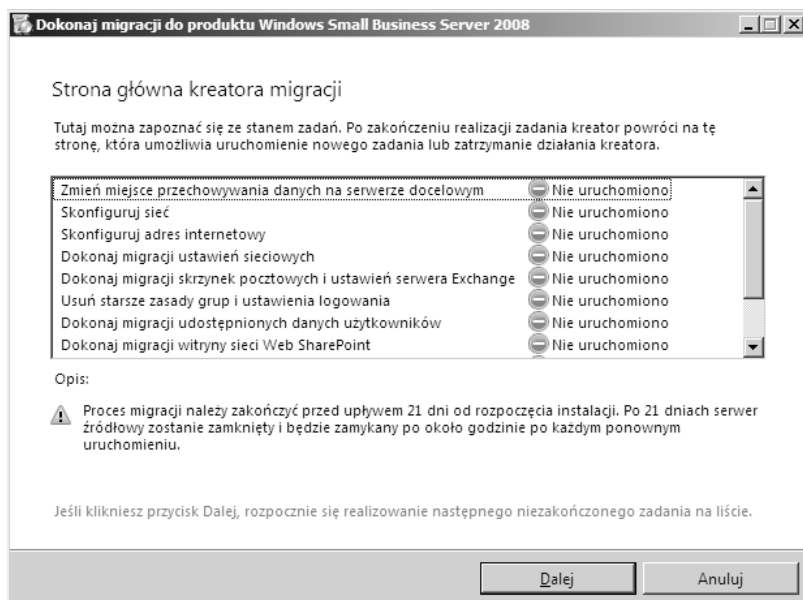 Dokonaj migracji do produktu Windows Small Business Server 2008
Strona główna kreatora migracji
Tutaj można zapoznać się ze stanem zadań. Po zakończeniu realizacji zadania kreator powróci na tę
stronę, która umożliwia uruchomienie nowego zadania lub zatrzymanie działania kreatora.
Zmień miejsce przechowywania danych na serwerze docelowym Nie uruchomiono
Skonfiguruj sieć Nie uruchomiono
Skonfiguruj adres internetowy Nie uruchomiono
Dokonaj migracji ustawień sieciowych Nie uruchomiono
Dokonaj migracji skrzynek pocztowych i ustawień serwera Exchange Nie uruchomiono
Usuń starsze zasady grup i ustawienia logowania Nie uruchomiono
Dokonaj migracji udostępnionych danych użytkowników Nie uruchomiono
Dokonaj migracji witryny sieci Web SharePoint Nie uruchomiono
Opis:
Proces migracji należy zakończyć przed upływem 21 dni od rozpoczęcia instalacji. Po 21 dniach serwer
źródłowy zostanie zamknięty i będzie zamykany po około godzinie po każdym ponownym
uruchomieniu.
Jeśli klikniesz przycisk Dalej, rozpocznie się realizowanie następnego niezakończonego zadania na liście.
Dalej Anuluj